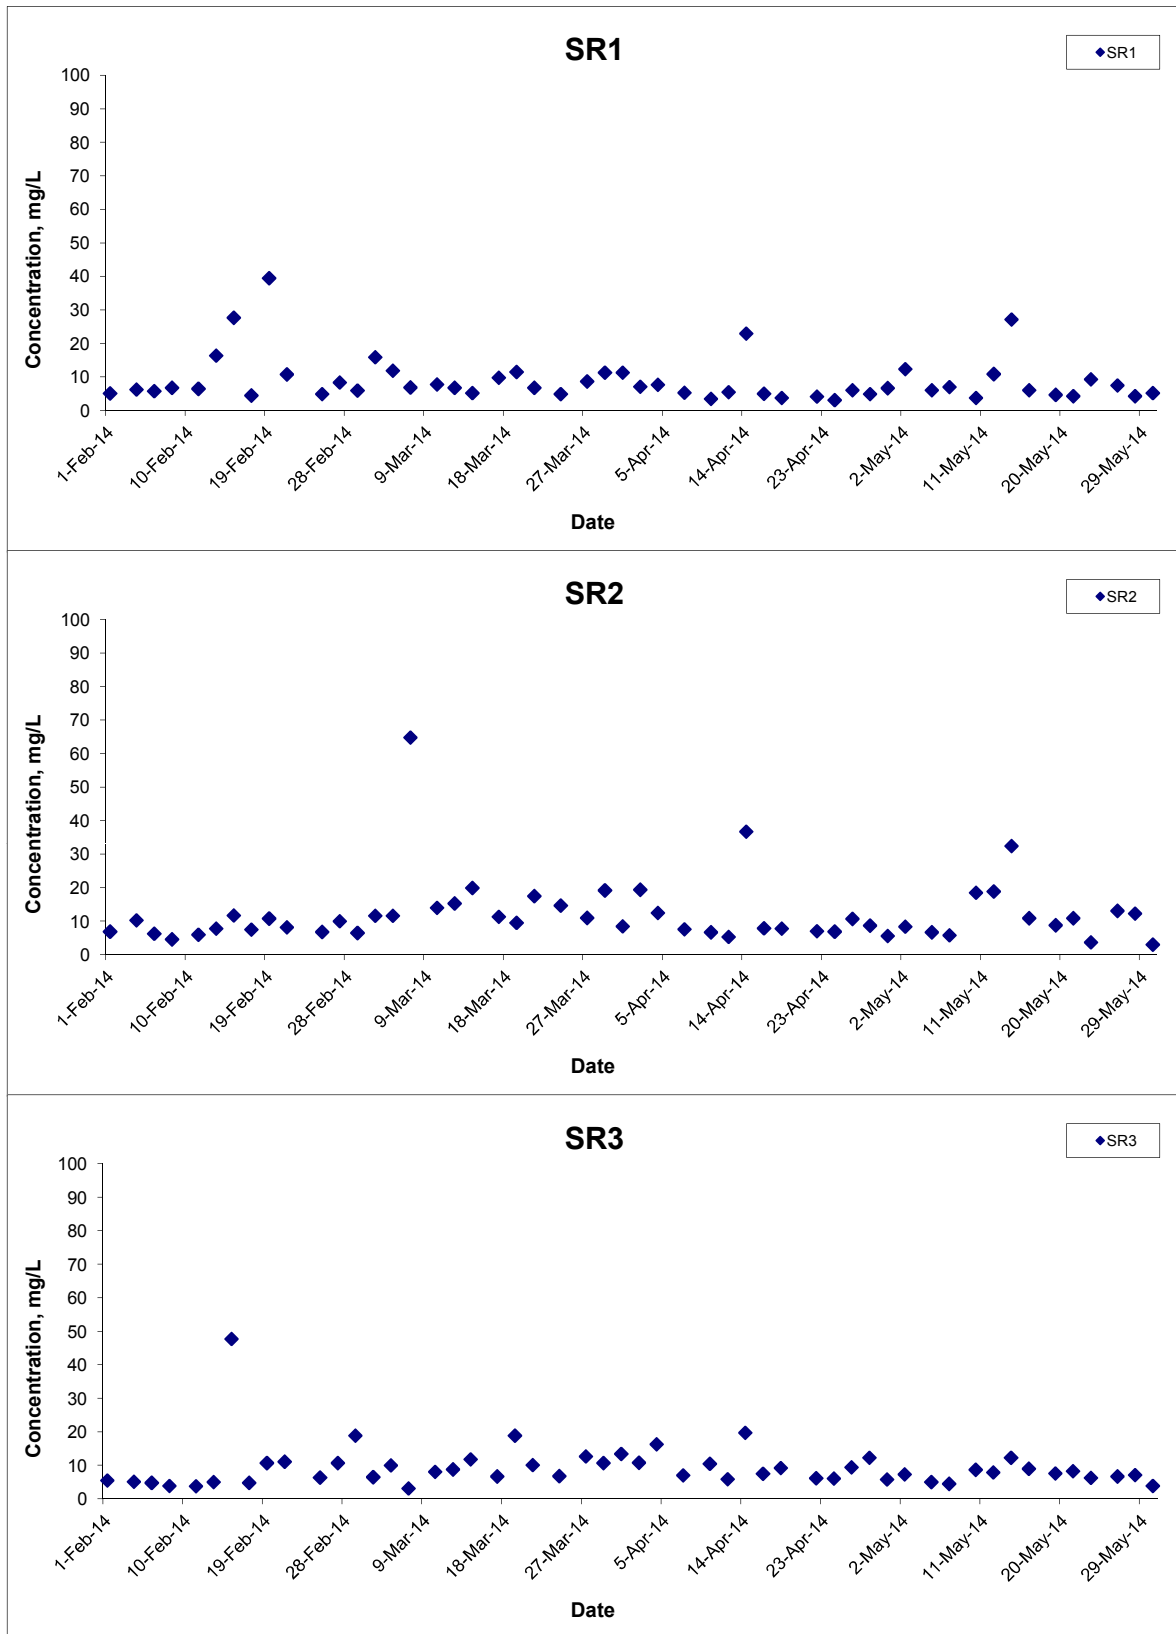 SR1
SR1
100
90
80
70
60
50
40
30
20
10
0
Concentration, mg/L
1-Feb-14
10-Feb-14
19-Feb-14
28-Feb-14
9-Mar-14
18-Mar-14
27-Mar-14
5-Apr-14
14-Apr-14
23-Apr-14
2-May-14
11-May-14
20-May-14
29-May-14
Date
SR2
SR2
100
90
80
70
60
50
40
30
20
10
0
Concentration, mg/L
1-Feb-14
10-Feb-14
19-Feb-14
28-Feb-14
9-Mar-14
18-Mar-14
27-Mar-14
5-Apr-14
14-Apr-14
23-Apr-14
2-May-14
11-May-14
20-May-14
29-May-14
Date
SR3
SR3
100
90
80
70
60
50
40
30
20
10
0
Concentration, mg/L
1-Feb-14
10-Feb-14
19-Feb-14
28-Feb-14
9-Mar-14
18-Mar-14
27-Mar-14
5-Apr-14
14-Apr-14
23-Apr-14
2-May-14
11-May-14
20-May-14
29-May-14
Date